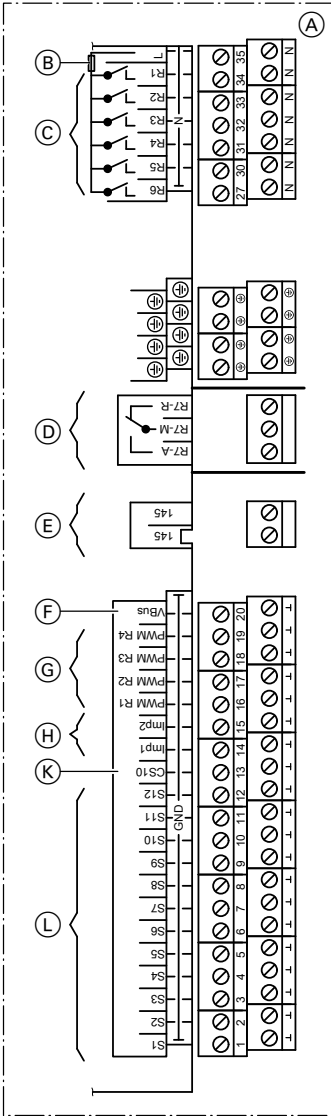 A
B
C
L 35 N
R1 34 N
R2 33 N
R3 N 32 N
R4 31 N
R5 30 N
R6 27 N
D
R7-R
R7-M
R7-A
E
145
145
F
VBus 20
G
PWM R4 19
PWM R3 18
PWM R2 17
PWM R1 16
H
Imp2 15
Imp1 14
K
CS10 13
S12 12
GND
L
S11 11
S10 10
S9 9
S8 8
S7 7
S6 6
S5 5
S4 4
S3 3
S2 2
S1 1